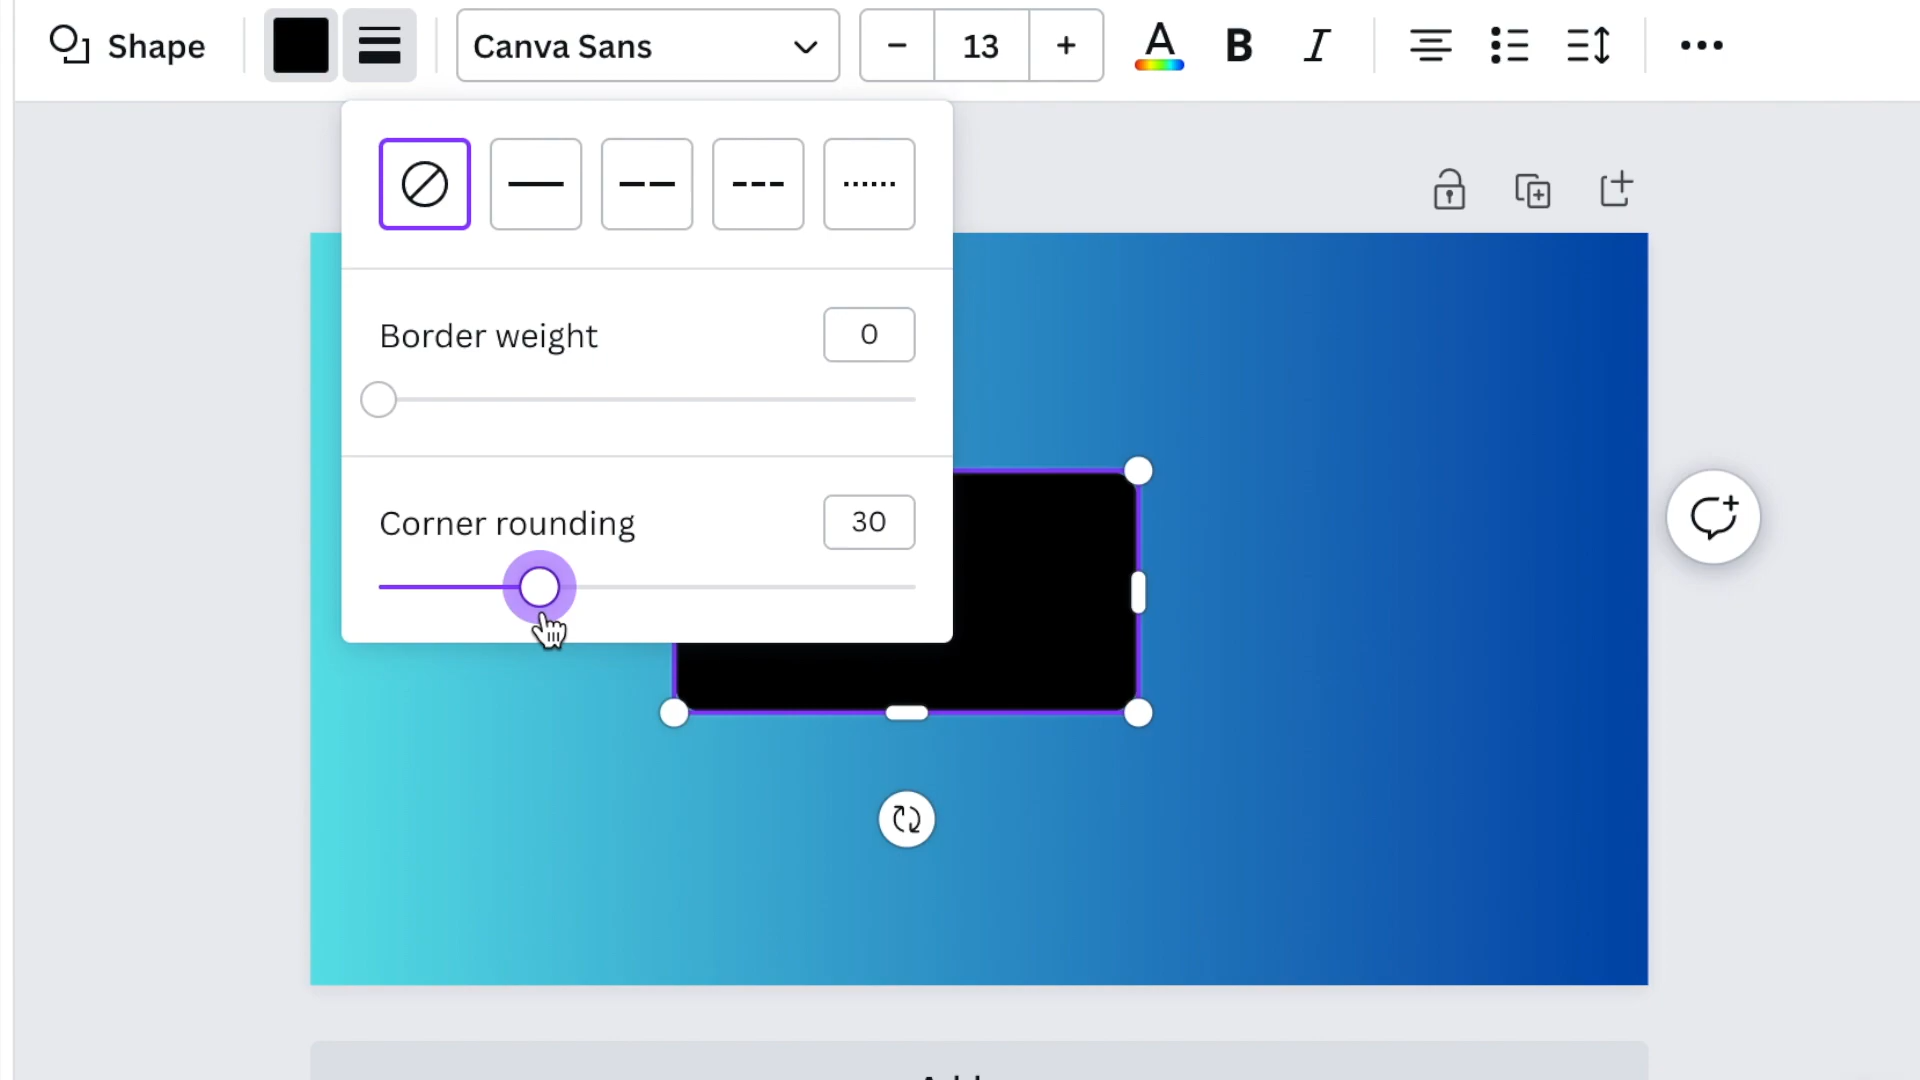 Shape
Canva Sans
– 13 +
A B I
Border weight 0
Corner rounding 30